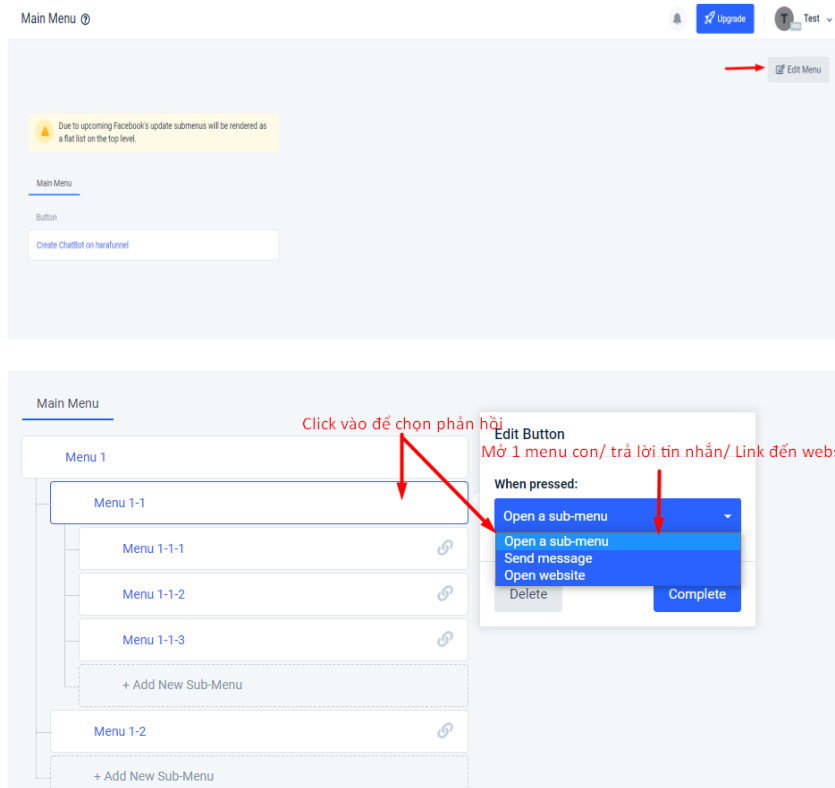 Main Menu
Upgrade
T
Test
Edit Menu
Due to upcoming Facebook's update submenus will be rendered as
a flat list on the top level.
Main Menu
Button
Create ChatBot on harafunnel
Main Menu
Click vào để chọn phản hồi
Edit Button
Menu 1
Mở 1 menu con/ trả lời tin nhắn/ Link đến webs
When pressed:
Menu 1-1
Open a sub-menu
Open a sub-menu
Menu 1-1-1
Send message
Open website
Menu 1-1-2
Delete
Complete
Menu 1-1-3
+ Add New Sub-Menu
Menu 1-2
+ Add New Sub-Menu